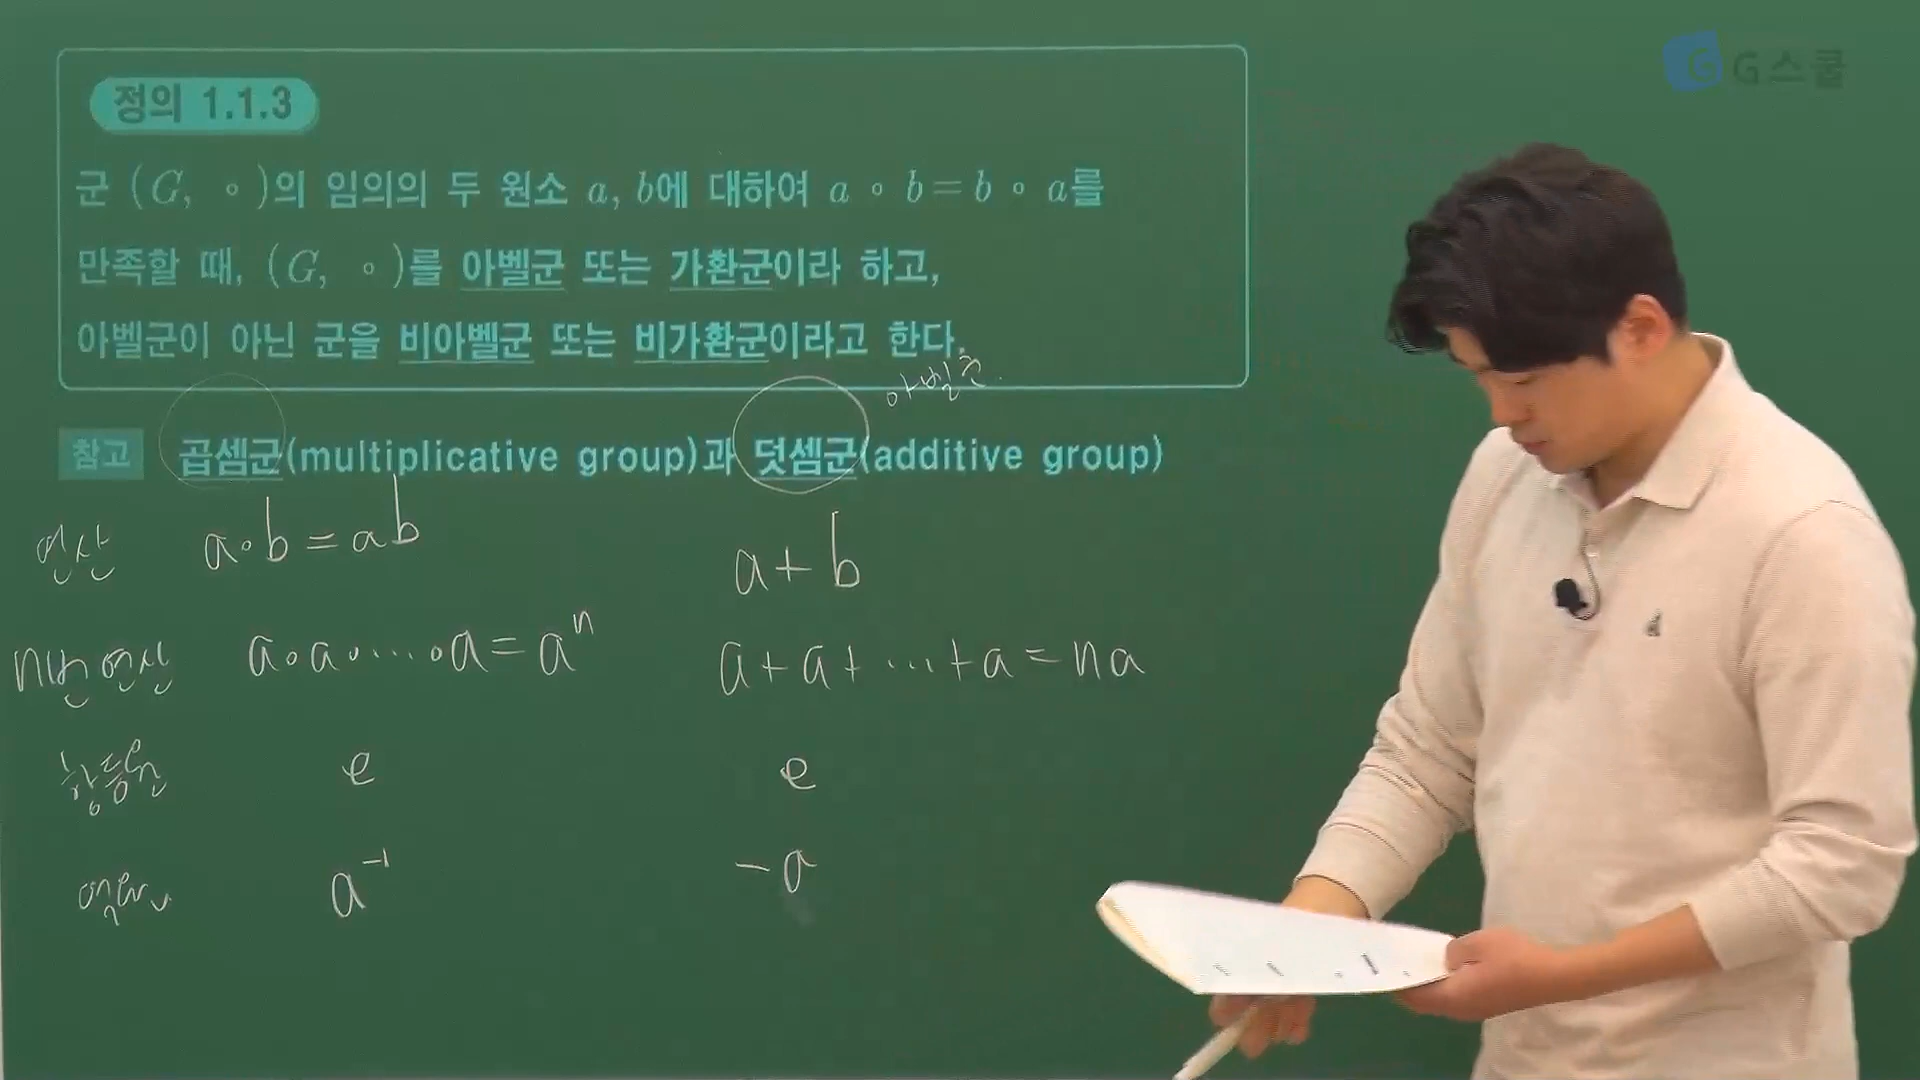 G스쿨
정의 1.1.3
군 (G, ∘)의 임의의 두 원소 a, b에 대하여 a ∘ b = b ∘ a를
만족할 때, (G, ∘)를 아벨군 또는 가환군이라 하고,
아벨군이 아닌 군을 비아벨군 또는 비가환군이라고 한다.
아벨군.
참고 곱셈군(multiplicative group)과 덧셈군(additive group)
연산 a∘b = ab a + b
n번 연산 a∘a∘⋯∘a = aⁿ a + a + ⋯ + a = na
항등원 e e
역원 a⁻¹ -a